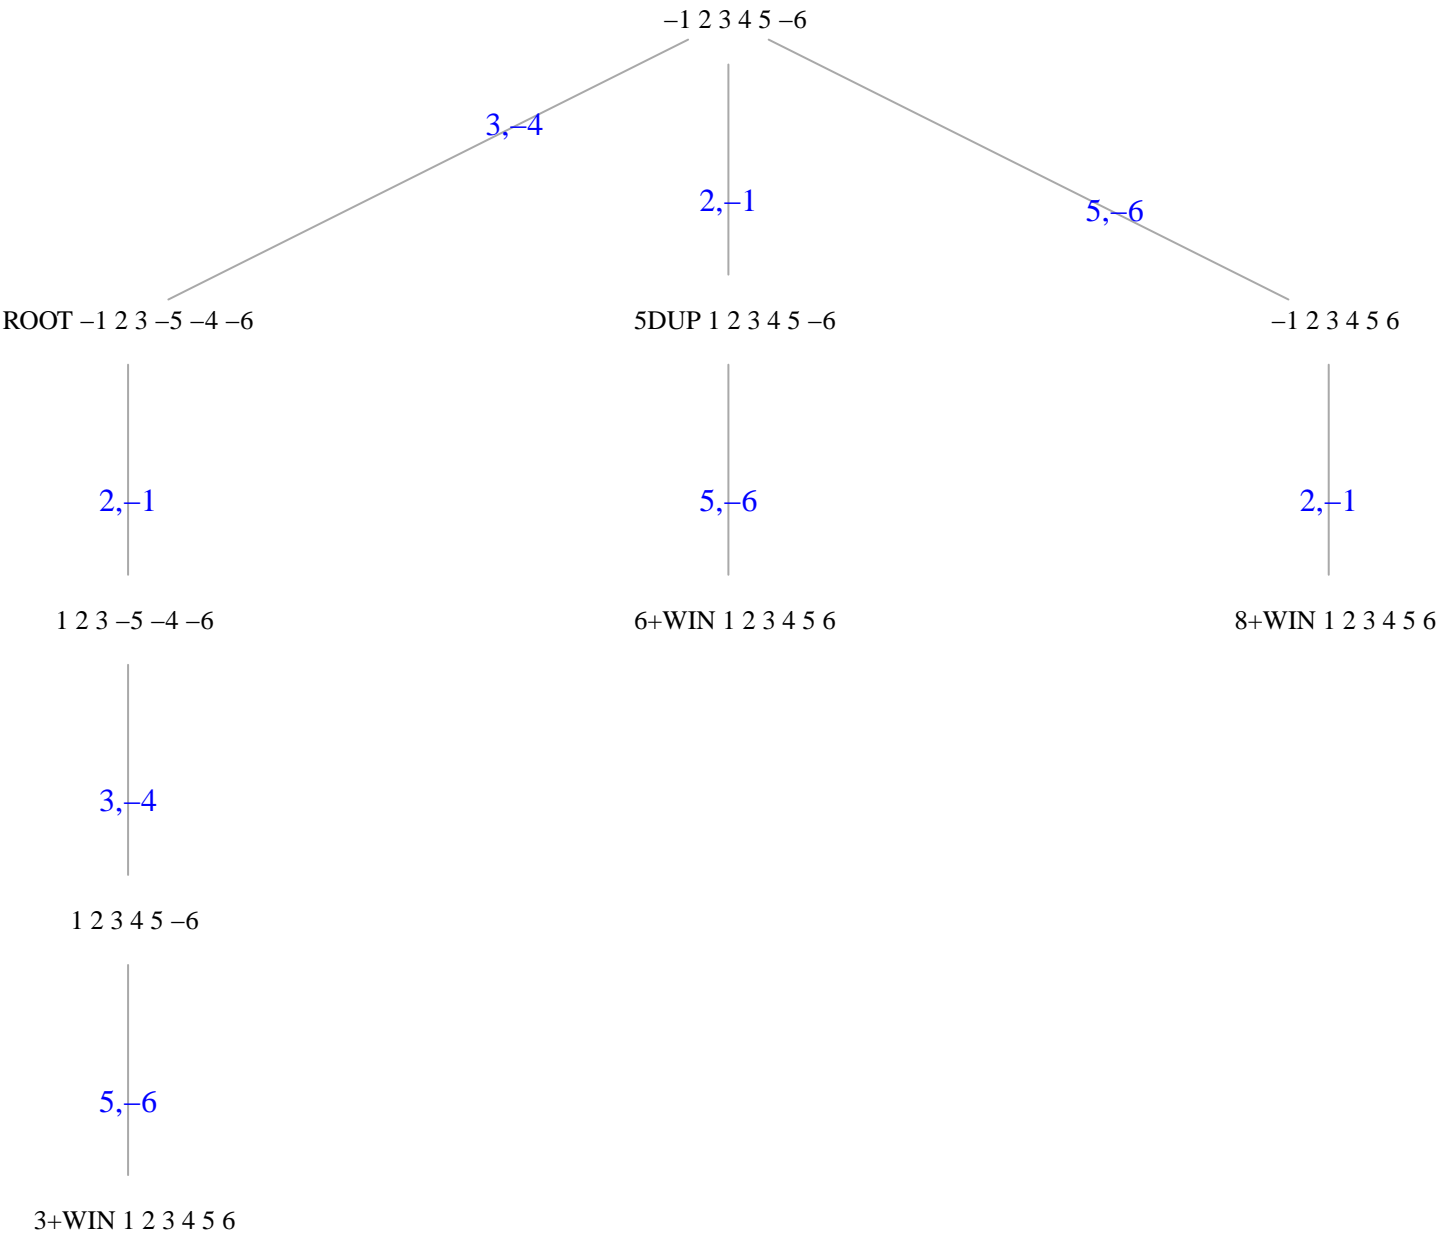 –1 2 3 4 5 –6
3,–4
2,–1
5,–6
ROOT –1 2 3 –5 –4 –6
5DUP 1 2 3 4 5 –6
–1 2 3 4 5 6
2,–1
5,–6
2,–1
1 2 3 –5 –4 –6
6+WIN 1 2 3 4 5 6
8+WIN 1 2 3 4 5 6
3,–4
1 2 3 4 5 –6
5,–6
3+WIN 1 2 3 4 5 6